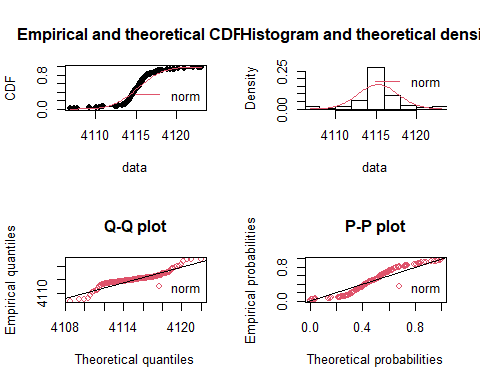 Empirical and theoretical CDF
Histogram and theoretical densi
CDF
0.0
0.8
norm
4110
4115
4120
data
Density
0.00
0.25
norm
4110
4115
4120
data
Q-Q plot
Empirical quantiles
4110
norm
4108
4114
4120
Theoretical quantiles
P-P plot
Empirical probabilities
0.0
0.8
norm
0.0
0.4
0.8
Theoretical probabilities